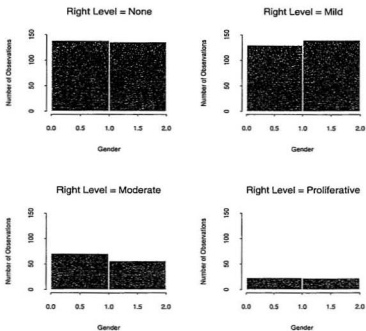 Right Level = None
Number of Observations
150
100
50
0
0.0 0.5 1.0 1.5 2.0
Gender
Right Level = Mild
Number of Observations
150
100
50
0
0.0 0.5 1.0 1.5 2.0
Gender
Right Level = Moderate
Number of Observations
150
100
50
0
0.0 0.5 1.0 1.5 2.0
Gender
Right Level = Proliferative
Number of Observations
150
100
50
0
0.0 0.5 1.0 1.5 2.0
Gender